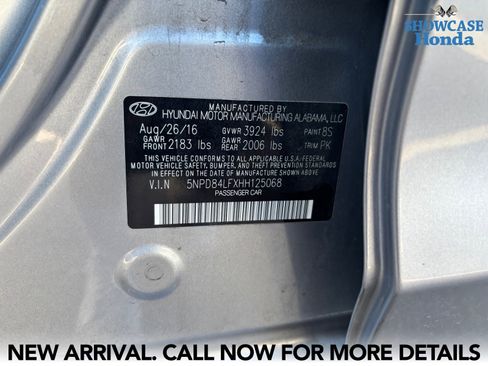 SHOWCASE
Honda
MANUFACTURED BY
HYUNDAI MOTOR MANUFACTURING ALABAMA, LLC
Aug/26/16 GVWR 3924 lbs PAINT 8S
GAWR FRONT 2183 lbs GAWR REAR 2006 lbs TRIM PK
THIS VEHICLE CONFORMS TO ALL APPLICABLE U.S.A-FEDERAL
MOTOR VEHICLE SAFETY, BUMPER, AND THEFT PREVENTION STANDARDS
IN EFFECT ON THE DATE OF MANUFACTURE SHOWN ABOVE.
V.I.N 5NPD84LFXHH125068
PASSENGER CAR
NEW ARRIVAL. CALL NOW FOR MORE DETAILS